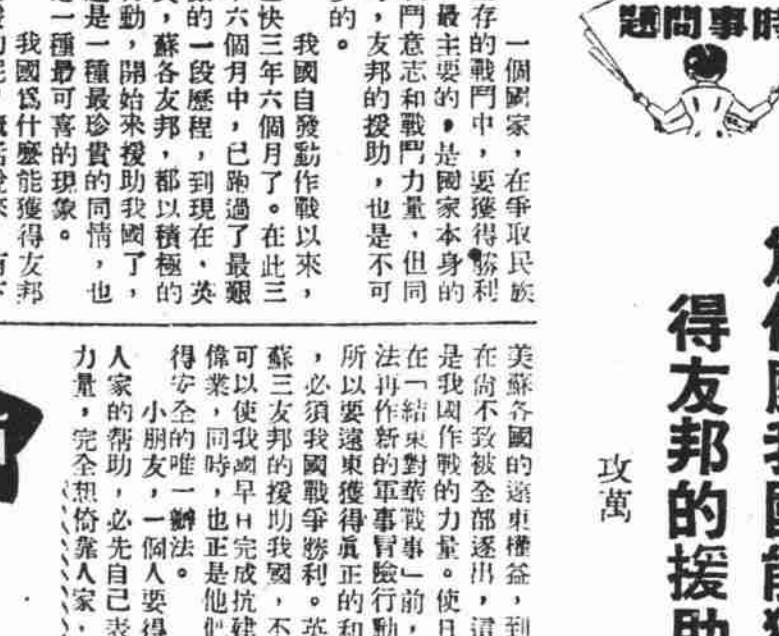 時事問題
為什麼我國能獲
得友邦的援助
攻萬
一個國家，在爭取民族
存的戰鬥中，要獲得勝利
最主要的，是國家本身的
鬥意志和戰鬥力量，但同
，友邦的援助，也是不可
的。
我國自發動作戰以來，
快三年六個月了。在此三
六個月中，已跑過了最艱
的一段歷程，到現在，英
，蘇各友邦，都以積極的
動，開始來援助我國了，
是一種最珍貴的同情，也
一種最可喜的現象。
我國爲什麼能獲得友邦
美蘇各國的遠東權益，到
在尙不致被全部逐出，這
是我國作戰的力量。使日
在「結束對華戰事」前，
法再作新的軍事冒險行動
所以要遠東獲得眞正的和
，必須我國戰爭勝利。英
蘇三友邦的援助我國，不
可以使我國早日完成抗建
偉業，同時，也正是他們
得安全的唯一辦法。
小朋友，一個人要得
人家的幫助，必先自己表
力量，完全想倚靠人家，